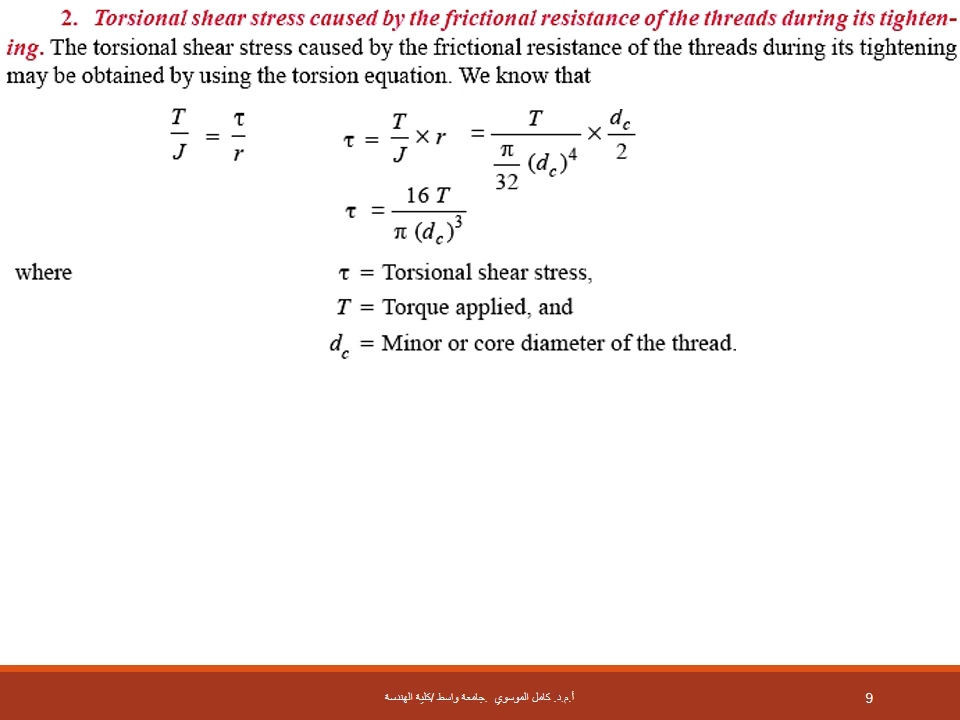 2. Torsional shear stress caused by the frictional resistance of the threads during its tighten-
ing. The torsional shear stress caused by the frictional resistance of the threads during its tightening
may be obtained by using the torsion equation. We know that
T/J = τ/r    τ = T/J × r = T / (π/32 (d_c)^4) × d_c/2
τ = 16 T / (π (d_c)^3)
where τ = Torsional shear stress,
T = Torque applied, and
d_c = Minor or core diameter of the thread.
أ.م.د. كامل الموسوي .جامعة واسط /كلية الهندسة
9